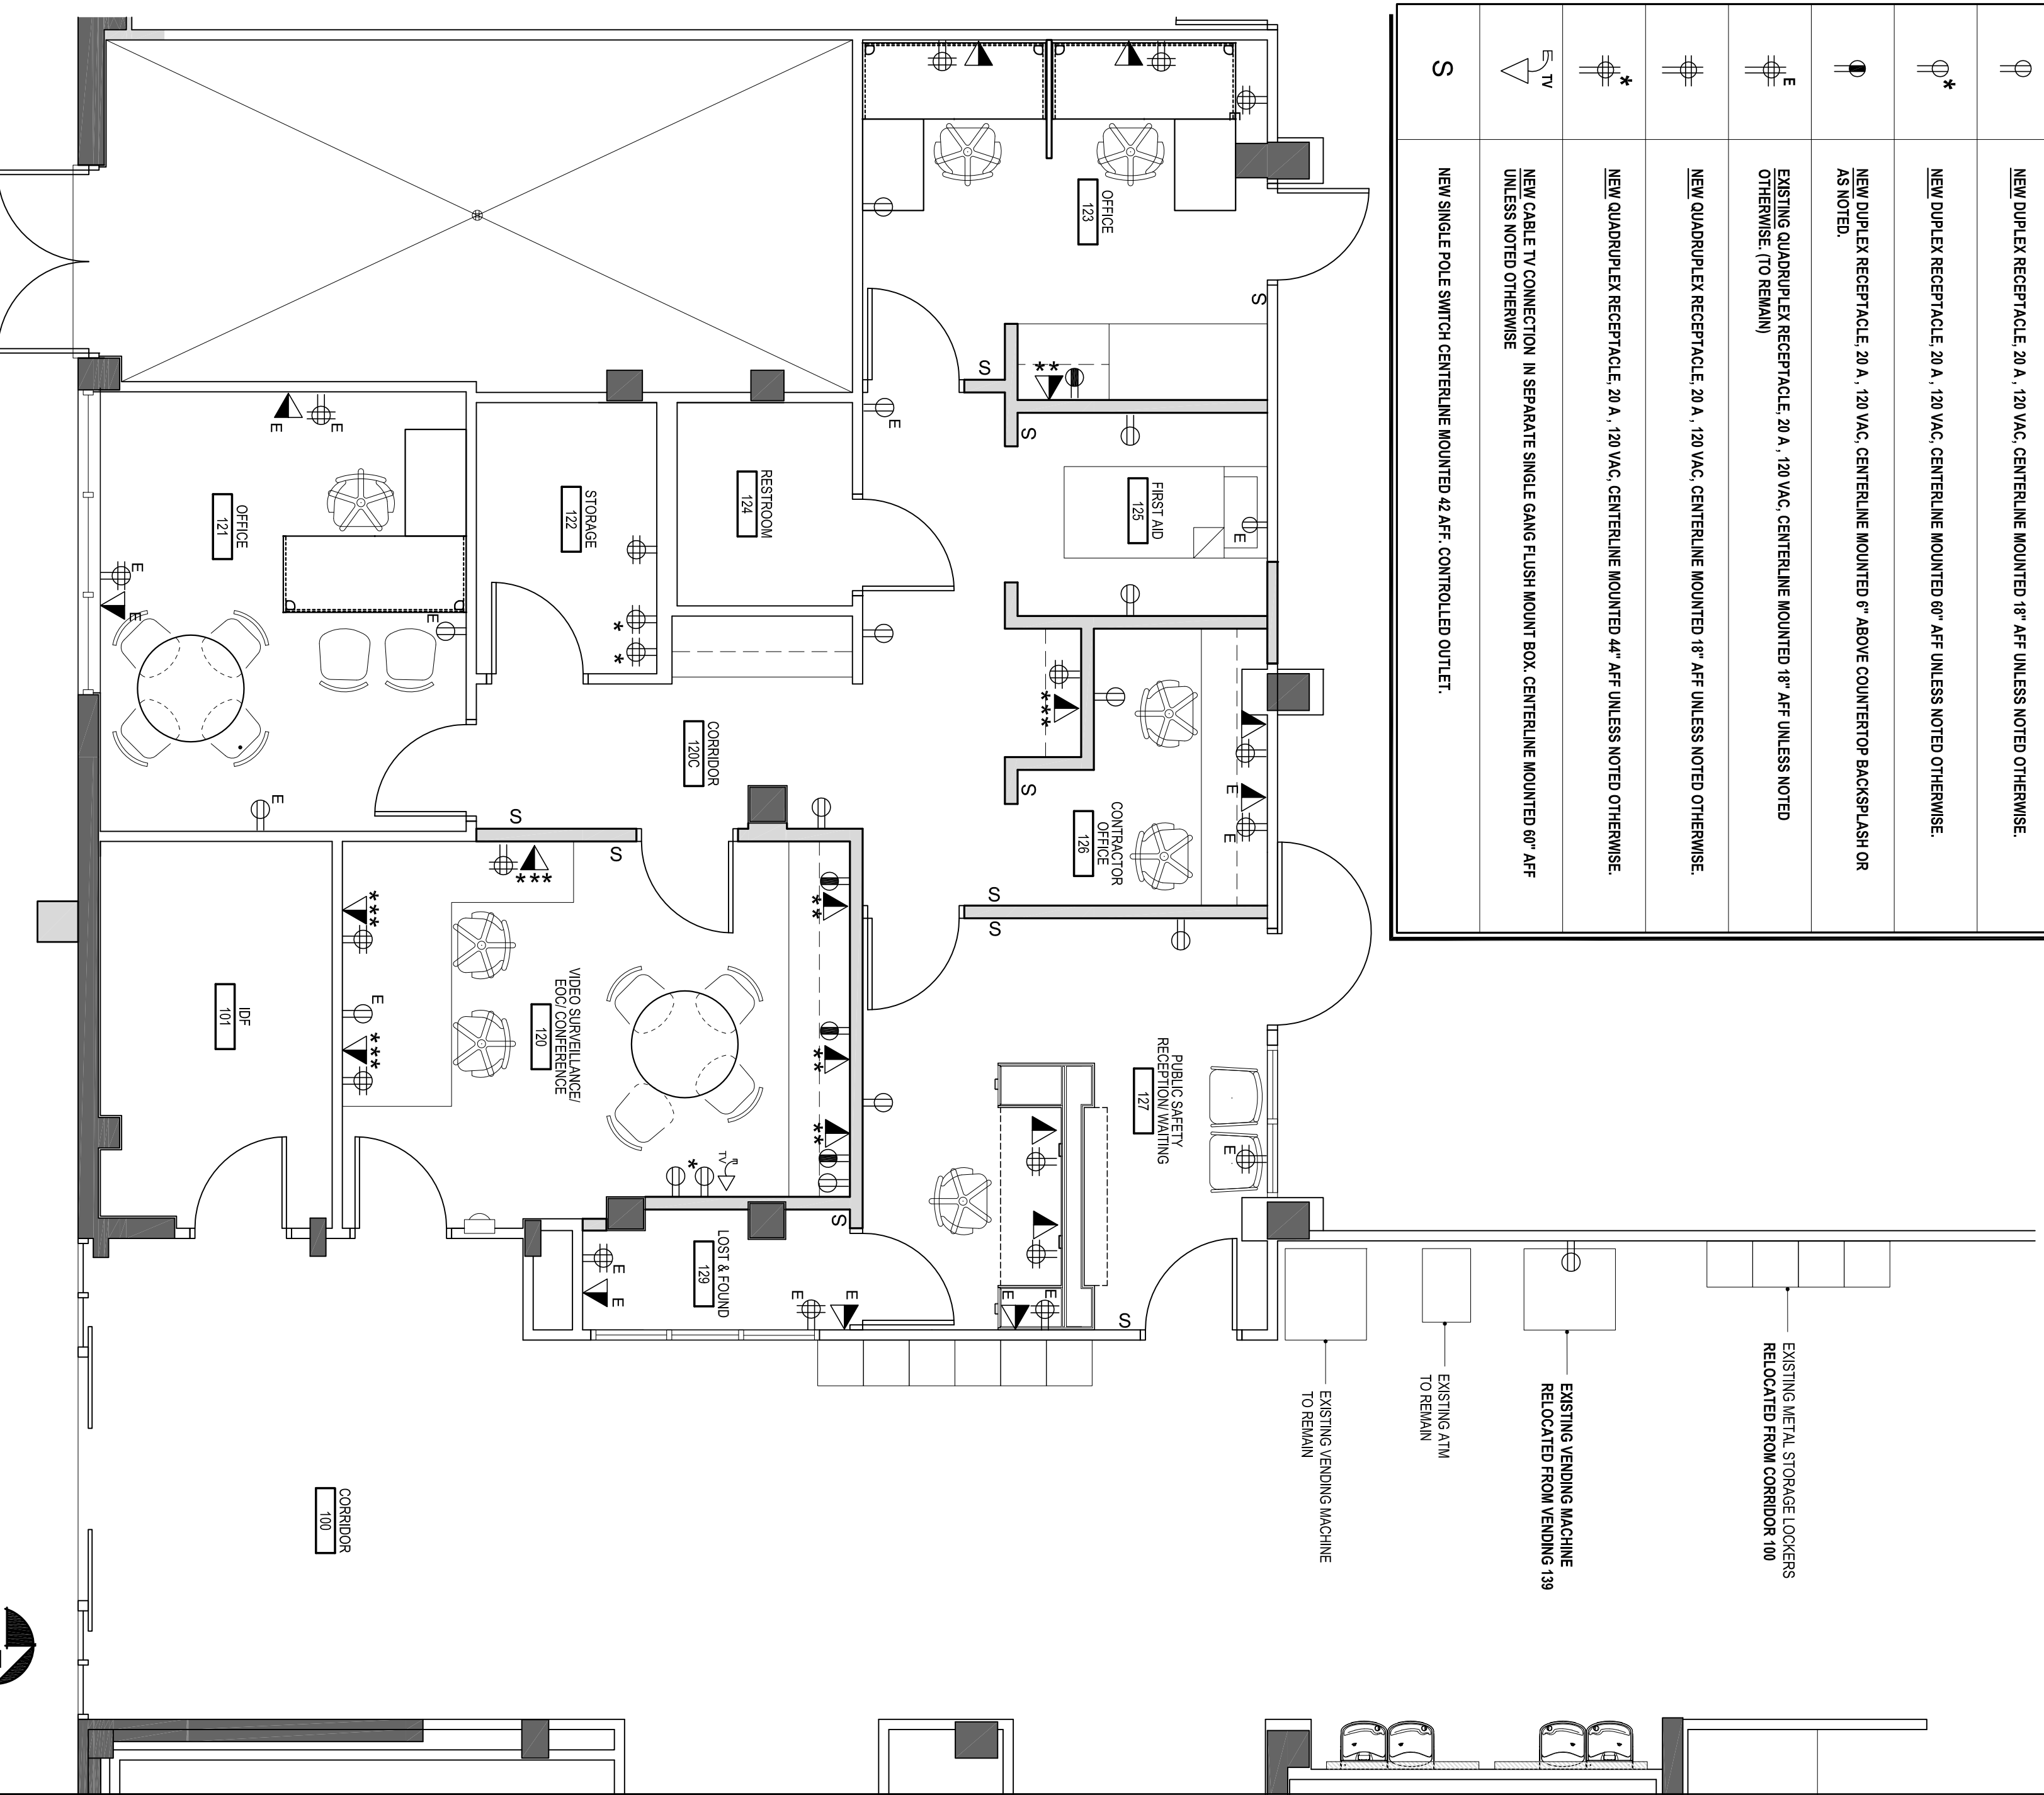 NEW DUPLEX RECEPTACLE, 20 A , 120 VAC, CENTERLINE MOUNTED 18" AFF UNLESS NOTED OTHERWISE.
*
NEW DUPLEX RECEPTACLE, 20 A , 120 VAC, CENTERLINE MOUNTED 60" AFF UNLESS NOTED OTHERWISE.
NEW DUPLEX RECEPTACLE, 20 A , 120 VAC, CENTERLINE MOUNTED 6" ABOVE COUNTERTOP BACKSPLASH OR
AS NOTED.
E
EXISTING QUADRUPLEX RECEPTACLE, 20 A , 120 VAC, CENTERLINE MOUNTED 18" AFF UNLESS NOTED
OTHERWISE. (TO REMAIN)
NEW QUADRUPLEX RECEPTACLE, 20 A , 120 VAC, CENTERLINE MOUNTED 18" AFF UNLESS NOTED OTHERWISE.
*
NEW QUADRUPLEX RECEPTACLE, 20 A , 120 VAC, CENTERLINE MOUNTED 44" AFF UNLESS NOTED OTHERWISE.
TV
NEW CABLE TV CONNECTION IN SEPARATE SINGLE GANG FLUSH MOUNT BOX. CENTERLINE MOUNTED 60" AFF
UNLESS NOTED OTHERWISE
S
NEW SINGLE POLE SWITCH CENTERLINE MOUNTED 42 AFF. CONTROLLED OUTLET.
EXISTING METAL STORAGE LOCKERS
RELOCATED FROM CORRIDOR 100
EXISTING VENDING MACHINE
RELOCATED FROM VENDING 139
EXISTING ATM
TO REMAIN
EXISTING VENDING MACHINE
TO REMAIN
OFFICE
123
S
S
**
S
FIRST AID
125
E
E
***
S
CONTRACTOR
OFFICE
126
E
E
S
S
PUBLIC SAFETY
RECEPTION/ WAITING
127
E
E
E
S
RESTROOM
124
STORAGE
122
*
*
CORRIDOR
120C
S
S
OFFICE
121
E
E
E
E
E
E
VIDEO SURVEILLANCE/
EOC/ CONFERENCE
120
***
***
***
E
**
**
**
*
TV
S
LOST & FOUND
129
E
E
E
E
IDF
101
CORRIDOR
100